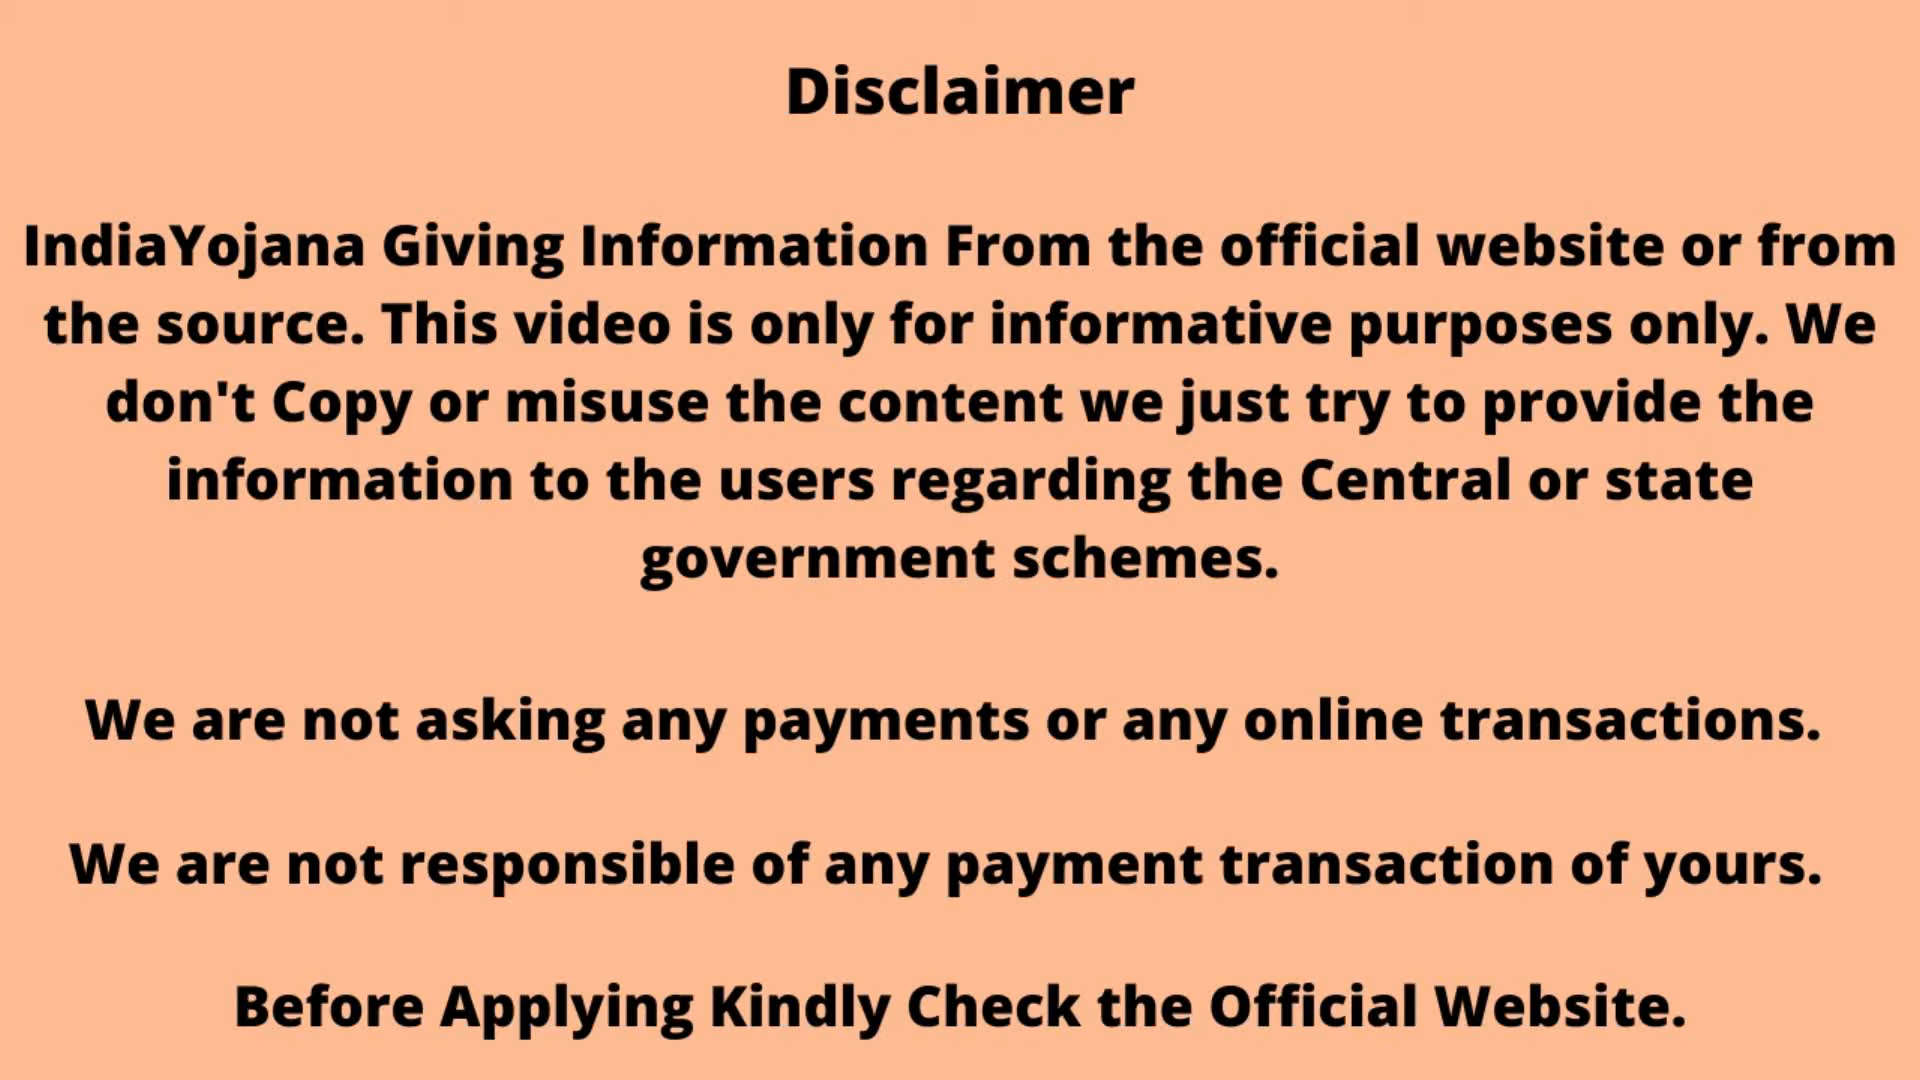 Disclaimer
IndiaYojana Giving Information From the official website or from
the source. This video is only for informative purposes only. We
don't Copy or misuse the content we just try to provide the
information to the users regarding the Central or state
government schemes.
We are not asking any payments or any online transactions.
We are not responsible of any payment transaction of yours.
Before Applying Kindly Check the Official Website.